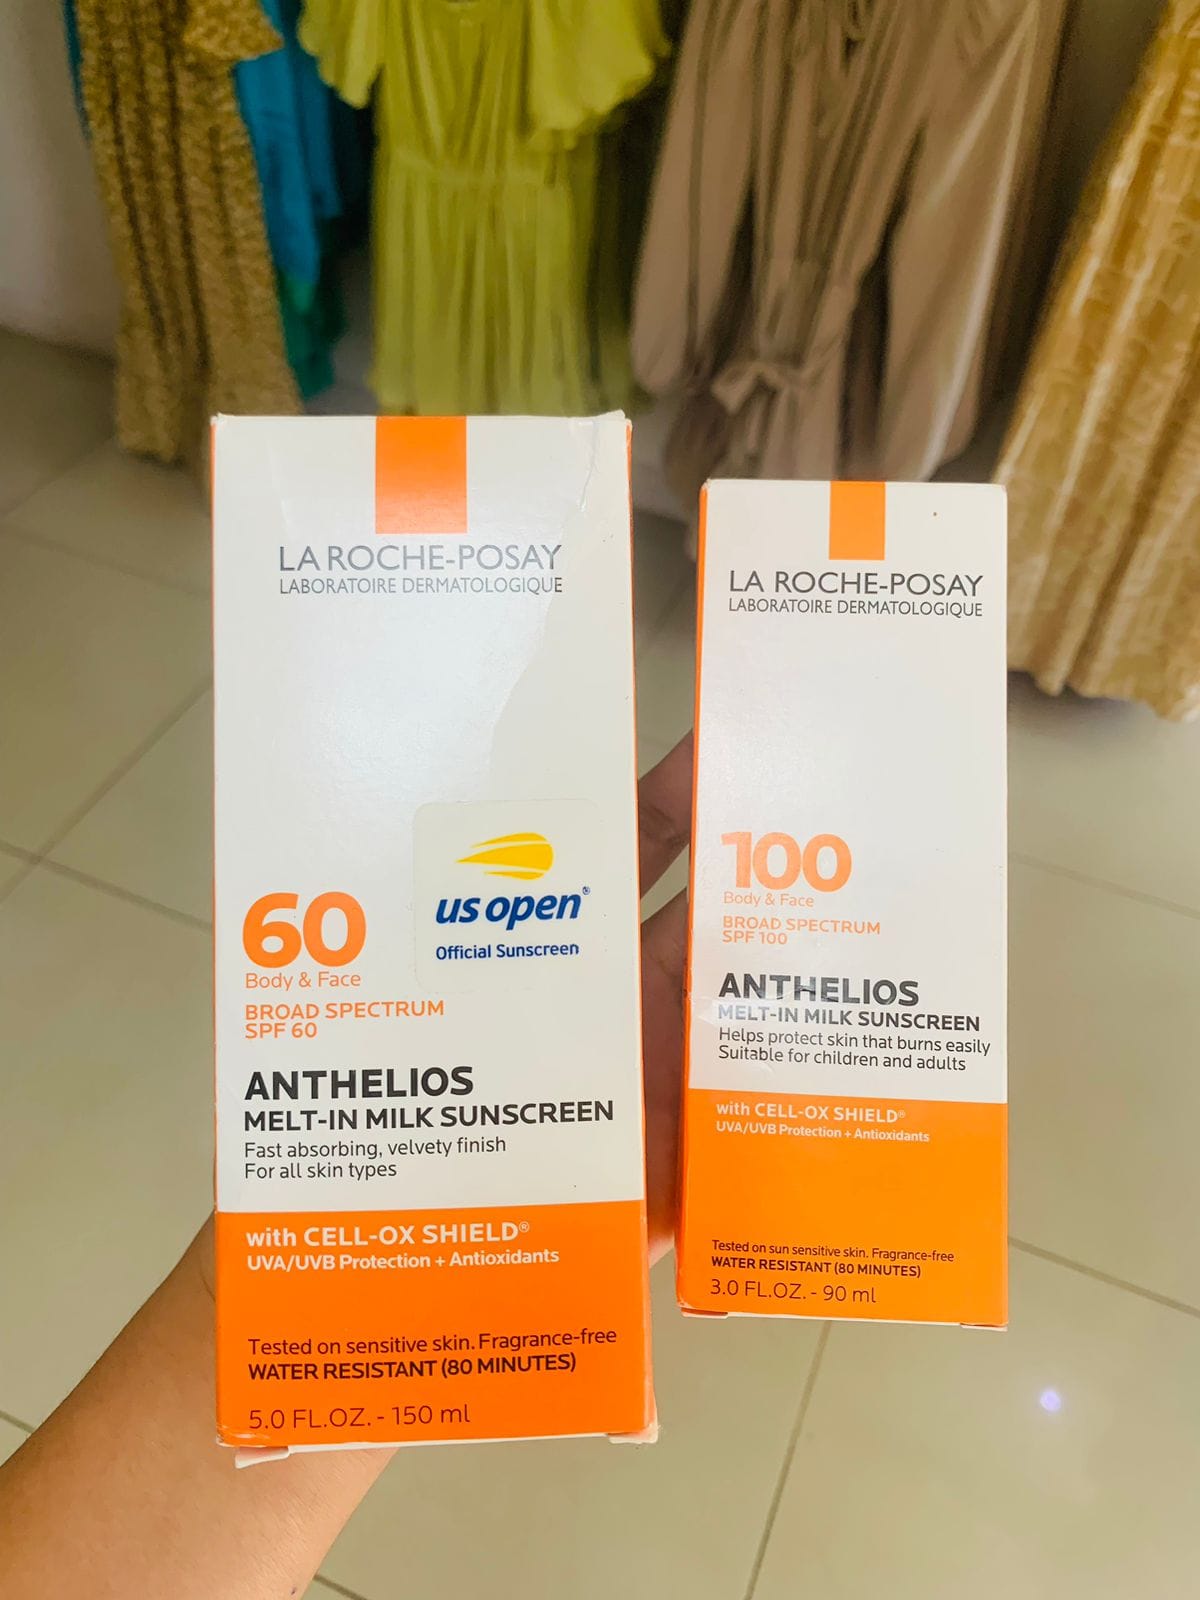 LA ROCHE-POSAY
LABORATOIRE DERMATOLOGIQUE
us open®
Official Sunscreen
60
Body & Face
BROAD SPECTRUM
SPF 60
ANTHELIOS
MELT-IN MILK SUNSCREEN
Fast absorbing, velvety finish
For all skin types
with CELL-OX SHIELD®
UVA/UVB Protection + Antioxidants
Tested on sensitive skin. Fragrance-free
WATER RESISTANT (80 MINUTES)
5.0 FL.OZ. - 150 ml
LA ROCHE-POSAY
LABORATOIRE DERMATOLOGIQUE
100
Body & Face
BROAD SPECTRUM
SPF 100
ANTHELIOS
MELT-IN MILK SUNSCREEN
Helps protect skin that burns easily
Suitable for children and adults
with CELL-OX SHIELD®
UVA/UVB Protection + Antioxidants
Tested on sun sensitive skin. Fragrance-free
WATER RESISTANT (80 MINUTES)
3.0 FL.OZ. - 90 ml